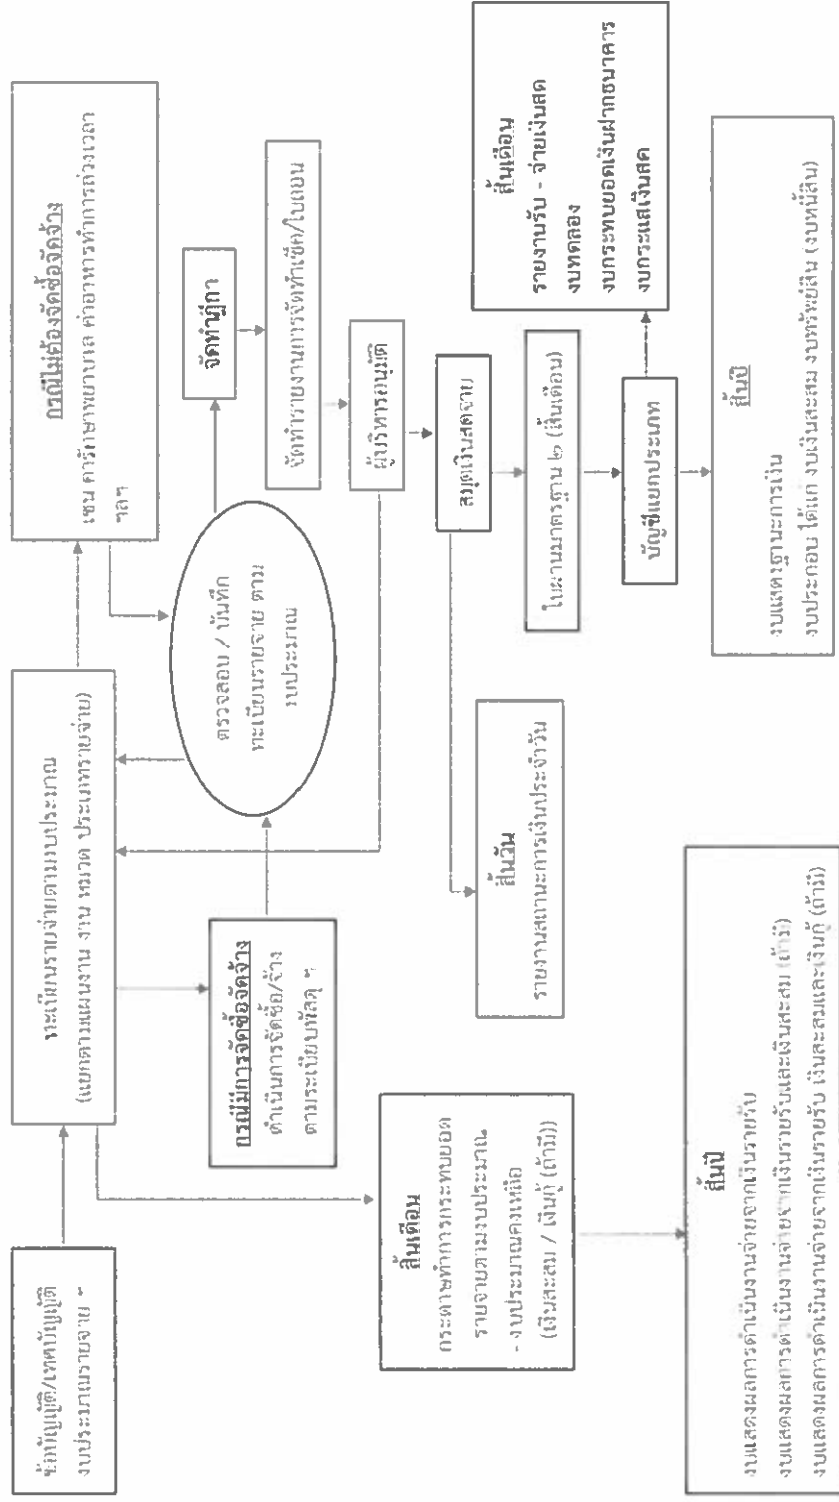 ข้อบัญญัติ/เทศบัญญัติ
งบประมาณรายจ่าย ฯ
ทะเบียนรายจ่ายตามงบประมาณ
(แยกตามแผนงาน งาน หมวด ประเภทรายจ่าย)
กรณีไม่ต้องจัดซื้อจัดจ้าง
เช่น ค่ารักษาพยาบาล ค่าอาหารทำการล่วงเวลา
ฯลฯ
กรณีมีการจัดซื้อจัดจ้าง
ดำเนินการจัดซื้อ/จ้าง
ตามระเบียบพัสดุ ฯ
ตรวจสอบ / บันทึก
ทะเบียนรายจ่าย ตาม
งบประมาณ
จัดทำฎีกา
จัดทำรายงานการจัดทำเช็ค/ใบถอน
ผู้บริหารอนุมัติ
สมุดเงินสดจ่าย
ใบผ่านมาตรฐาน ๒ (สิ้นเดือน)
บัญชีแยกประเภท
สิ้นเดือน
รายงานรับ - จ่ายเงินสด
งบทดลอง
งบกระทบยอดเงินฝากธนาคาร
งบกระแสเงินสด
สิ้นวัน
รายงานสถานะการเงินประจำวัน
สิ้นเดือน
กระดาษทำการกระทบยอด
รายจ่ายตามงบประมาณ
- งบประมาณคงเหลือ
(เงินสะสม / เงินกู้ (ถ้ามี))
สิ้นปี
งบแสดงฐานะการเงิน
งบประกอบ ได้แก่ งบเงินสะสม งบทรัพย์สิน (งบหนี้สิน)
สิ้นปี
งบแสดงผลการดำเนินงานจ่ายจากเงินรายรับ
งบแสดงผลการดำเนินงานจ่ายจากเงินรายรับและเงินสะสม (ถ้ามี)
งบแสดงผลการดำเนินงานจ่ายจากเงินรายรับ เงินสะสมและเงินกู้ (ถ้ามี)